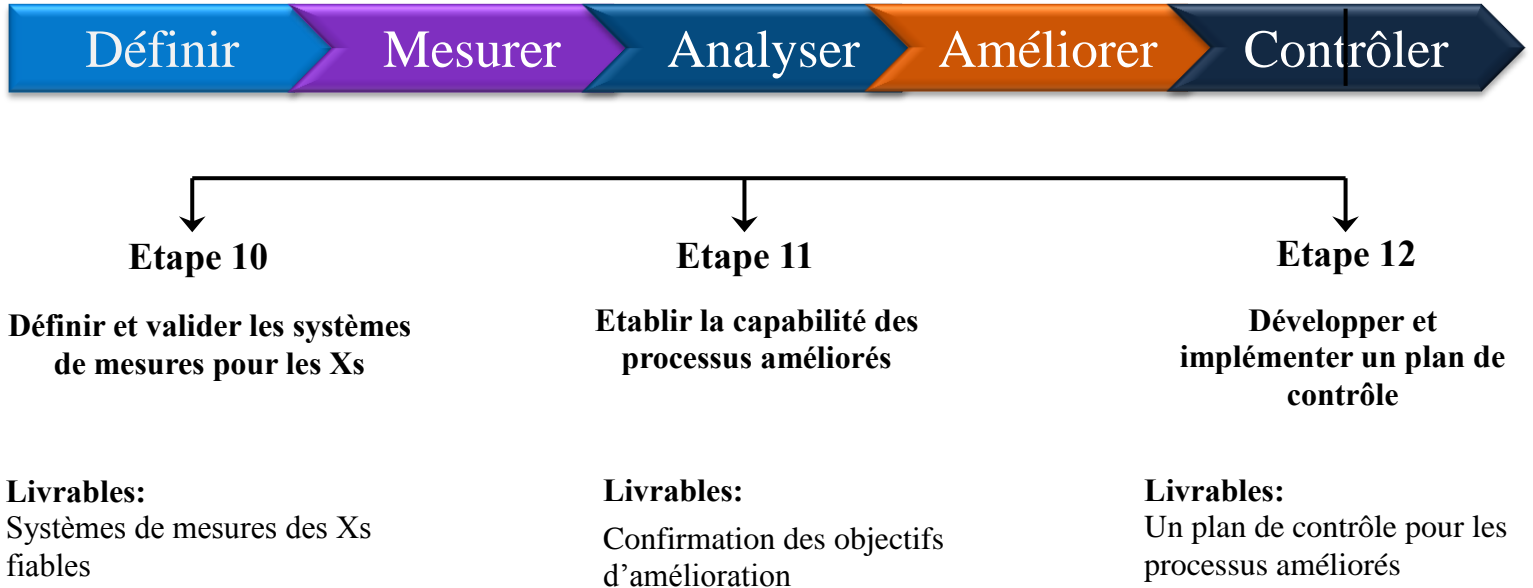 Définir
Mesurer
Analyser
Améliorer
Contrôler
Etape 10
Définir et valider les systèmes
de mesures pour les Xs
Livrables:
Systèmes de mesures des Xs
fiables
Etape 11
Etablir la capabilité des
processus améliorés
Livrables:
Confirmation des objectifs
d’amélioration
Etape 12
Développer et
implémenter un plan de
contrôle
Livrables:
Un plan de contrôle pour les
processus améliorés